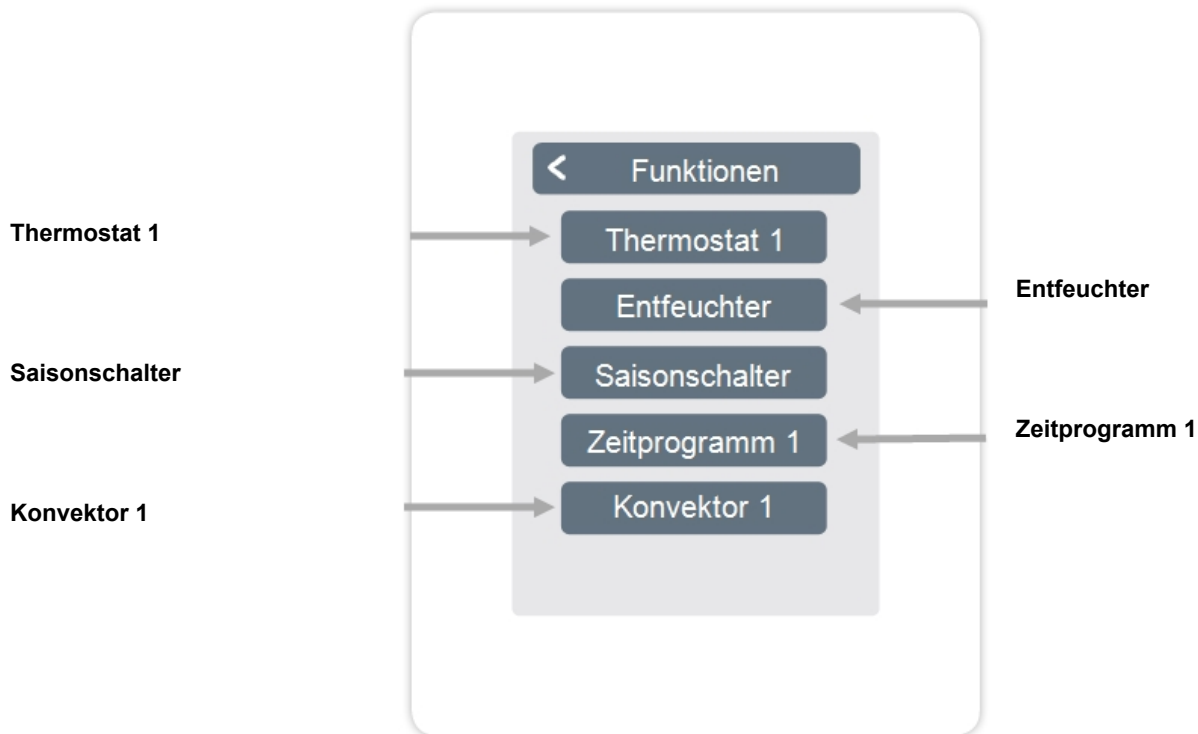 Funktionen
Thermostat 1
Thermostat 1
Entfeuchter
Entfeuchter
Saisonschalter
Saisonschalter
Zeitprogramm 1
Zeitprogramm 1
Konvektor 1
Konvektor 1